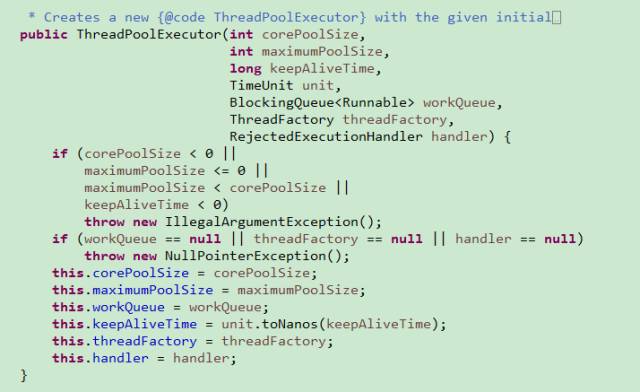 * Creates a new {@code ThreadPoolExecutor} with the given initial
public ThreadPoolExecutor(int corePoolSize,
int maximumPoolSize,
long keepAliveTime,
TimeUnit unit,
BlockingQueue<Runnable> workQueue,
ThreadFactory threadFactory,
RejectedExecutionHandler handler) {
if (corePoolSize < 0 ||
maximumPoolSize <= 0 ||
maximumPoolSize < corePoolSize ||
keepAliveTime < 0)
throw new IllegalArgumentException();
if (workQueue == null || threadFactory == null || handler == null)
throw new NullPointerException();
this.corePoolSize = corePoolSize;
this.maximumPoolSize = maximumPoolSize;
this.workQueue = workQueue;
this.keepAliveTime = unit.toNanos(keepAliveTime);
this.threadFactory = threadFactory;
this.handler = handler;
}